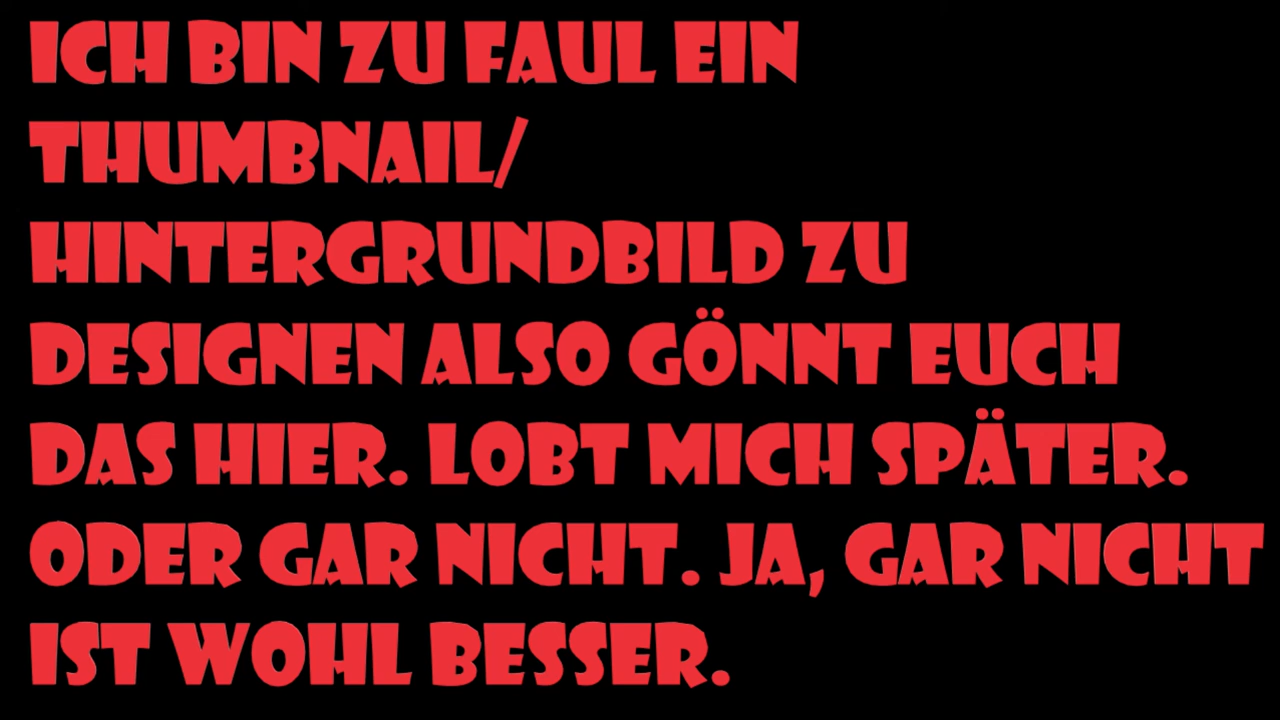 ICH BIN ZU FAUL EIN
THUMBNAIL/
HINTERGRUNDBILD ZU
DESIGNEN ALSO GÖNNT EUCH
DAS HIER. LOBT MICH SPÄTER.
ODER GAR NICHT. JA, GAR NICHT
IST WOHL BESSER.